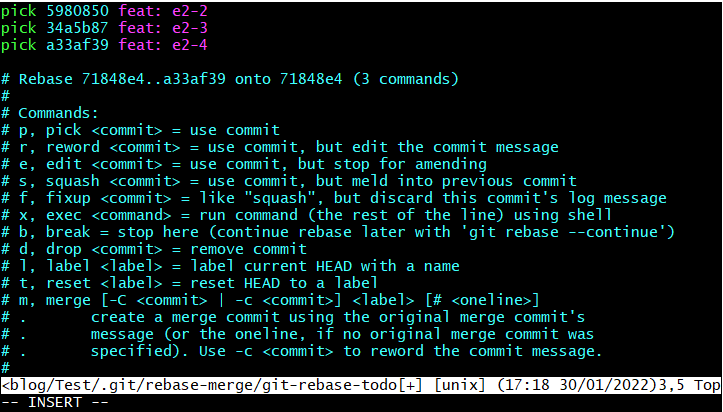 pick 5980850 feat: e2-2
pick 34a5b87 feat: e2-3
pick a33af39 feat: e2-4
# Rebase 71848e4..a33af39 onto 71848e4 (3 commands)
#
# Commands:
# p, pick <commit> = use commit
# r, reword <commit> = use commit, but edit the commit message
# e, edit <commit> = use commit, but stop for amending
# s, squash <commit> = use commit, but meld into previous commit
# f, fixup <commit> = like "squash", but discard this commit's log message
# x, exec <command> = run command (the rest of the line) using shell
# b, break = stop here (continue rebase later with 'git rebase --continue')
# d, drop <commit> = remove commit
# l, label <label> = label current HEAD with a name
# t, reset <label> = reset HEAD to a label
# m, merge [-C <commit> | -c <commit>] <label> [# <oneline>]
# .       create a merge commit using the original merge commit's
# .       message (or the oneline, if no original merge commit was
# .       specified). Use -c <commit> to reword the commit message.
#
<blog/Test/.git/rebase-merge/git-rebase-todo[+] [unix] (17:18 30/01/2022)3,5 Top
-- INSERT --